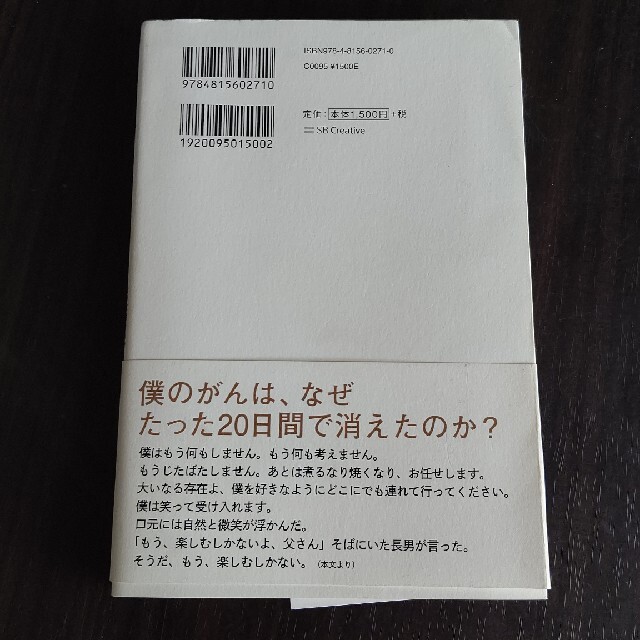 ISBN978-4-8156-0271-0
C0095 ¥1500E
9784815602710
定価:本体1,500円+税
SB Creative
1920095015002
僕のがんは、なぜ
たった20日間で消えたのか?
僕はもう何もしません。もう何も考えません。
もうじたばたしません。あとは煮るなり焼くなり、お任せします。
大いなる存在よ、僕を好きなようにどこにでも連れて行ってください。
僕は笑って受け入れます。
口元には自然と微笑が浮かんだ。
「もう、楽しむしかないよ、父さん」そばにいた長男が言った。
そうだ、もう、楽しむしかない。(本文より)